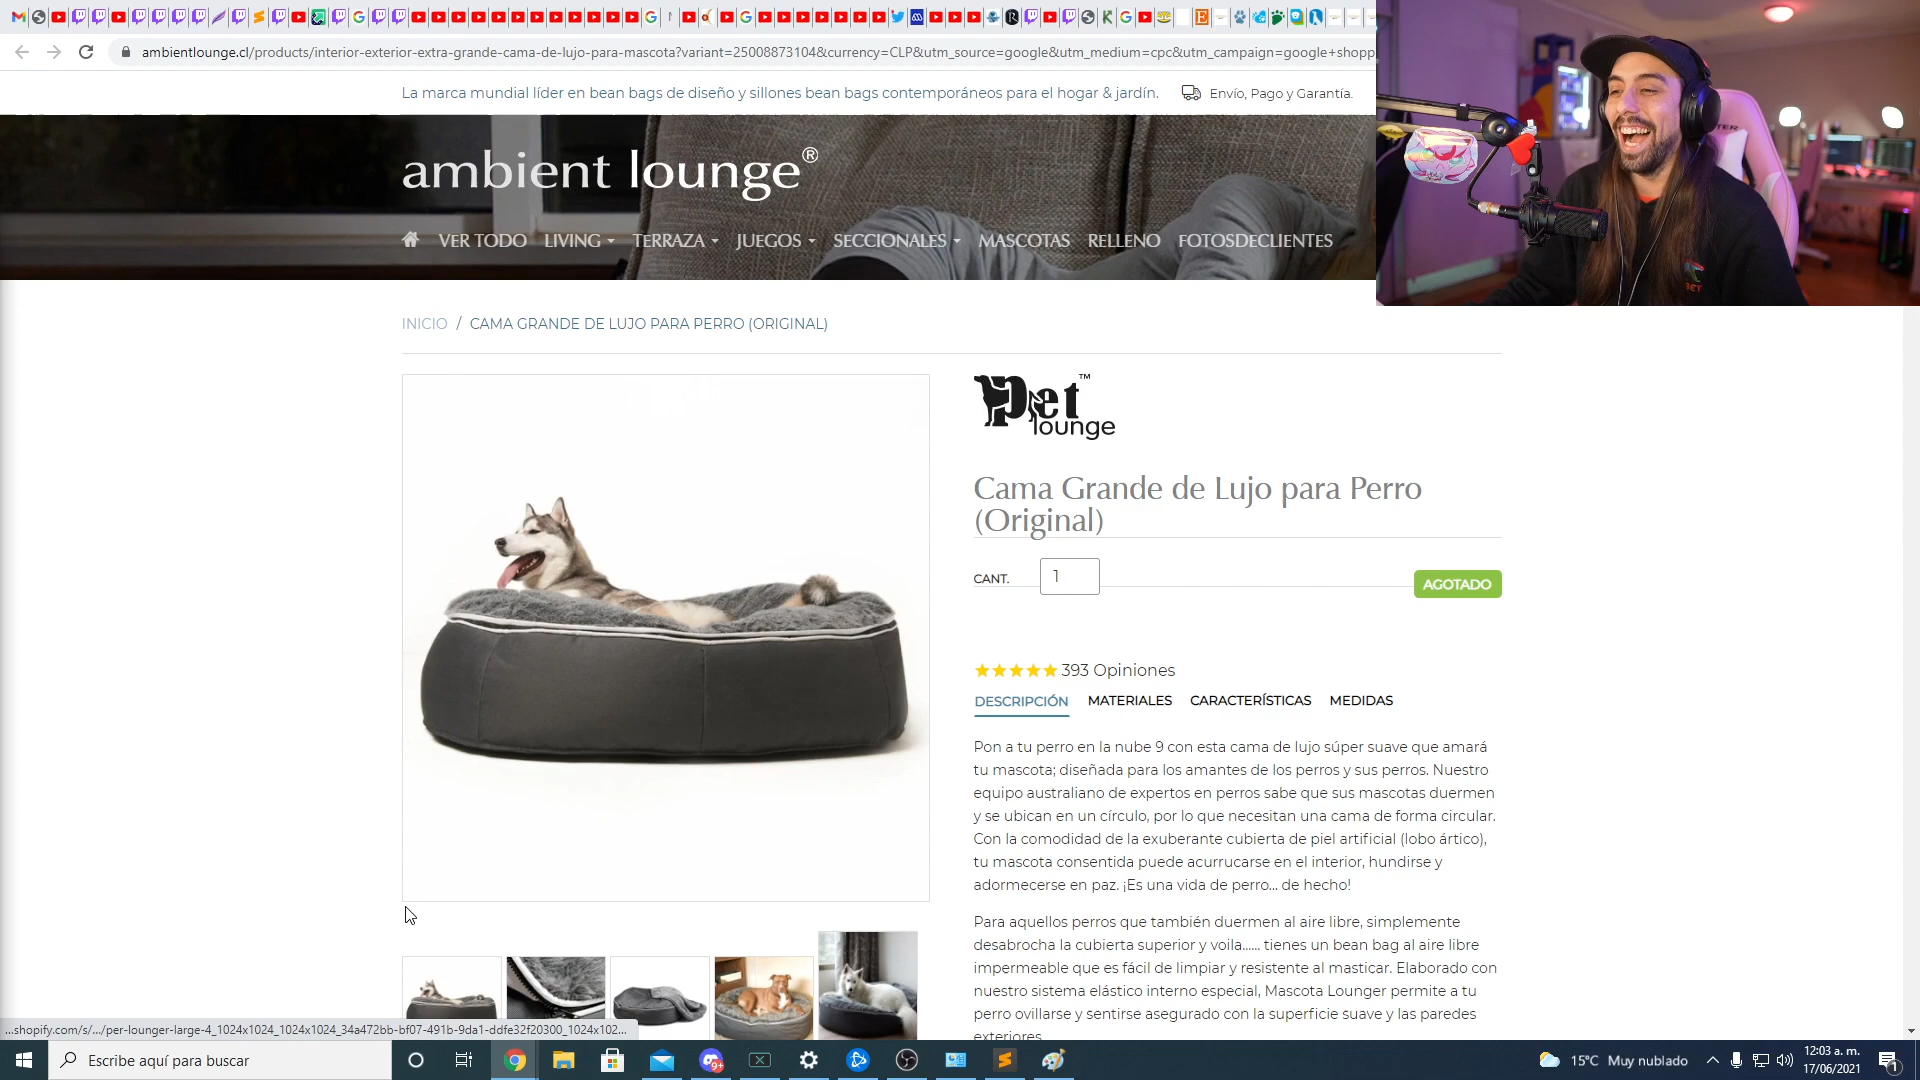 ambientlounge.cl/products/interior-exterior-extra-grande-cama-de-lujo-para-mascota?variant=25008873104&currency=CLP&utm_source=google&utm_medium=cpc&utm_campaign=google+shopp
La marca mundial líder en bean bags de diseño y sillones bean bags contemporáneos para el hogar & jardín.
Envío, Pago y Garantía.
ambient lounge®
VER TODO LIVING TERRAZA JUEGOS SECCIONALES MASCOTAS RELLENO FOTOSDECLIENTES
INICIO / CAMA GRANDE DE LUJO PARA PERRO (ORIGINAL)
Pet™
lounge
Cama Grande de Lujo para Perro
(Original)
CANT. 1
AGOTADO
393 Opiniones
DESCRIPCIÓN MATERIALES CARACTERÍSTICAS MEDIDAS
Pon a tu perro en la nube 9 con esta cama de lujo súper suave que amará
tu mascota; diseñada para los amantes de los perros y sus perros. Nuestro
equipo australiano de expertos en perros sabe que sus mascotas duermen
y se ubican en un círculo, por lo que necesitan una cama de forma circular.
Con la comodidad de la exuberante cubierta de piel artificial (lobo ártico),
tu mascota consentida puede acurrucarse en el interior, hundirse y
adormecerse en paz. ¡Es una vida de perro... de hecho!
Para aquellos perros que también duermen al aire libre, simplemente
desabrocha la cubierta superior y voila...... tienes un bean bag al aire libre
impermeable que es fácil de limpiar y resistente al masticar. Elaborado con
nuestro sistema elástico interno especial, Mascota Lounger permite a tu
perro ovillarse y sentirse asegurado con la superficie suave y las paredes
exteriores
...shopify.com/s/.../per-lounger-large-4_1024x1024_1024x1024_34a472bb-bf07-491b-9da1-ddfe32f20300_1024x102...
Escribe aquí para buscar
15°C Muy nublado
12:03 a. m.
17/06/2021